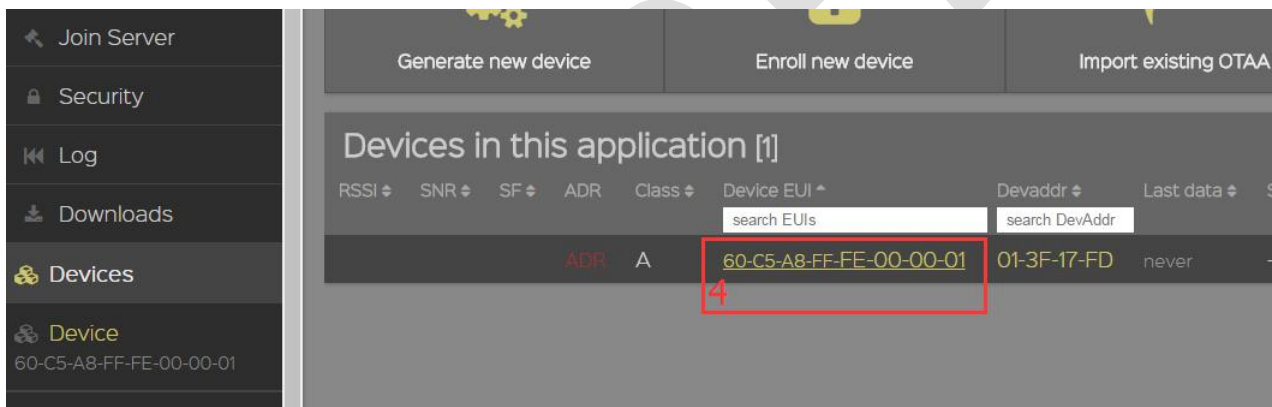 Join Server
Security
Log
Downloads
Devices
Device
60-C5-A8-FF-FE-00-00-01
Generate new device
Enroll new device
Import existing OTAA
Devices in this application [1]
RSSI SNR SF ADR Class Device EUI Devaddr Last data
search EUIs search DevAddr
ADR A 60-C5-A8-FF-FE-00-00-01 01-3F-17-FD never -
4